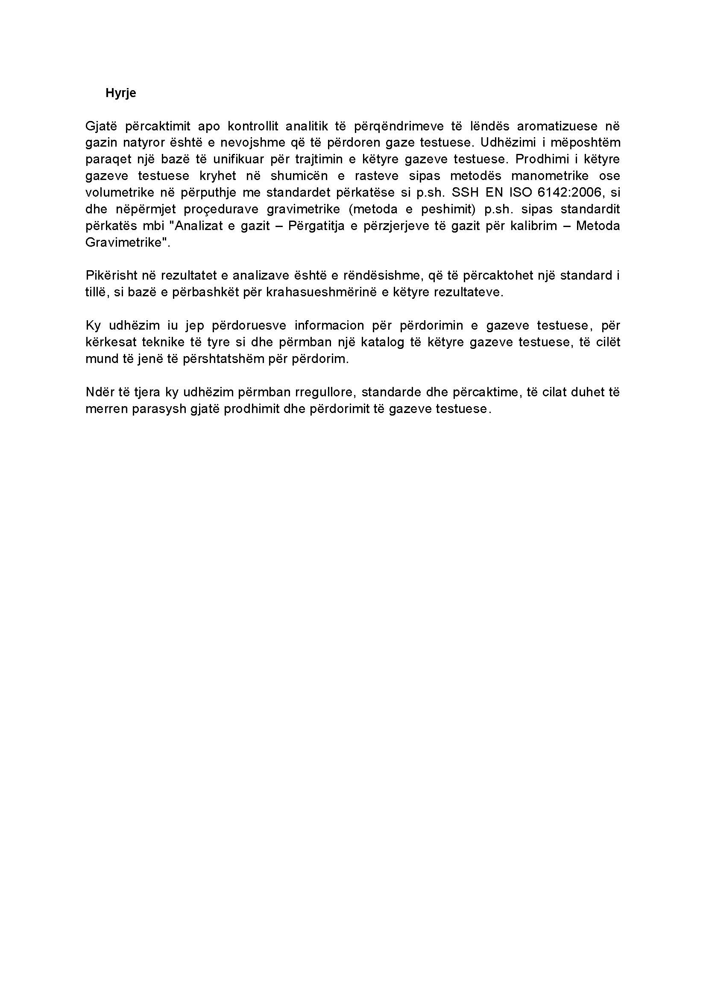 Hyrje
Gjatë përcaktimit apo kontrollit analitik të përqëndrimeve të lëndës aromatizuese në
gazin natyror është e nevojshme që të përdoren gaze testuese. Udhëzimi i mëposhtëm
paraqet një bazë të unifikuar për trajtimin e këtyre gazeve testuese. Prodhimi i këtyre
gazeve testuese kryhet në shumicën e rasteve sipas metodës manometrike ose
volumetrike në përputhje me standardet përkatëse si p.sh. SSH EN ISO 6142:2006, si
dhe nëpërmjet proçedurave gravimetrike (metoda e peshimit) p.sh. sipas standardit
përkatës mbi "Analizat e gazit – Përgatitja e përzjerjeve të gazit për kalibrim – Metoda
Gravimetrike".
Pikërisht në rezultatet e analizave është e rëndësishme, që të përcaktohet një standard i
tillë, si bazë e përbashkët për krahasueshmërinë e këtyre rezultateve.
Ky udhëzim iu jep përdoruesve informacion për përdorimin e gazeve testuese, për
kërkesat teknike të tyre si dhe përmban një katalog të këtyre gazeve testuese, të cilët
mund të jenë të përshtatshëm për përdorim.
Ndër të tjera ky udhëzim përmban rregullore, standarde dhe përcaktime, të cilat duhet të
merren parasysh gjatë prodhimit dhe përdorimit të gazeve testuese.